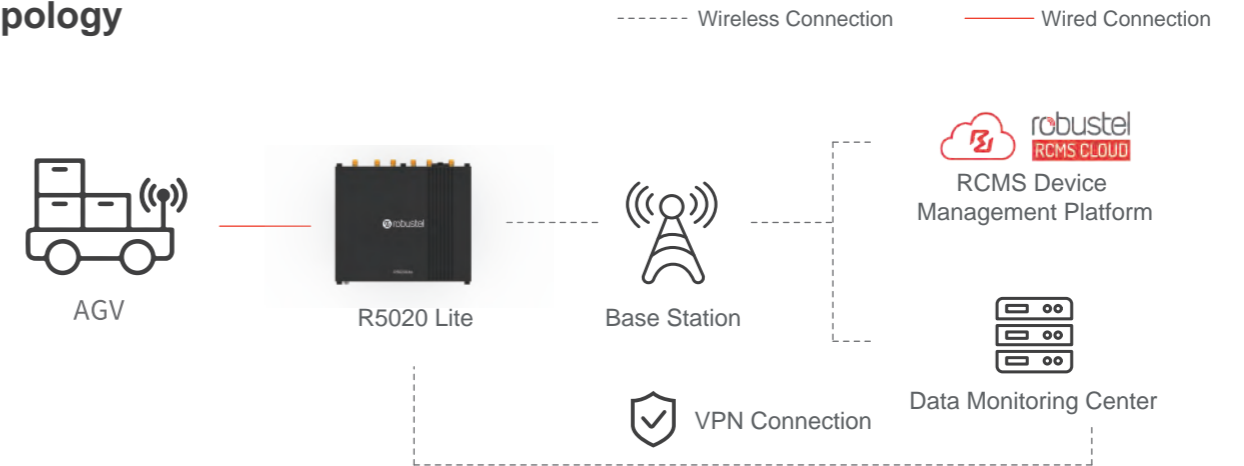 pology
Wireless Connection
Wired Connection
robustel
RCMS CLOUD
RCMS Device
Management Platform
robustel
AGV
R5020 Lite
Base Station
Data Monitoring Center
VPN Connection